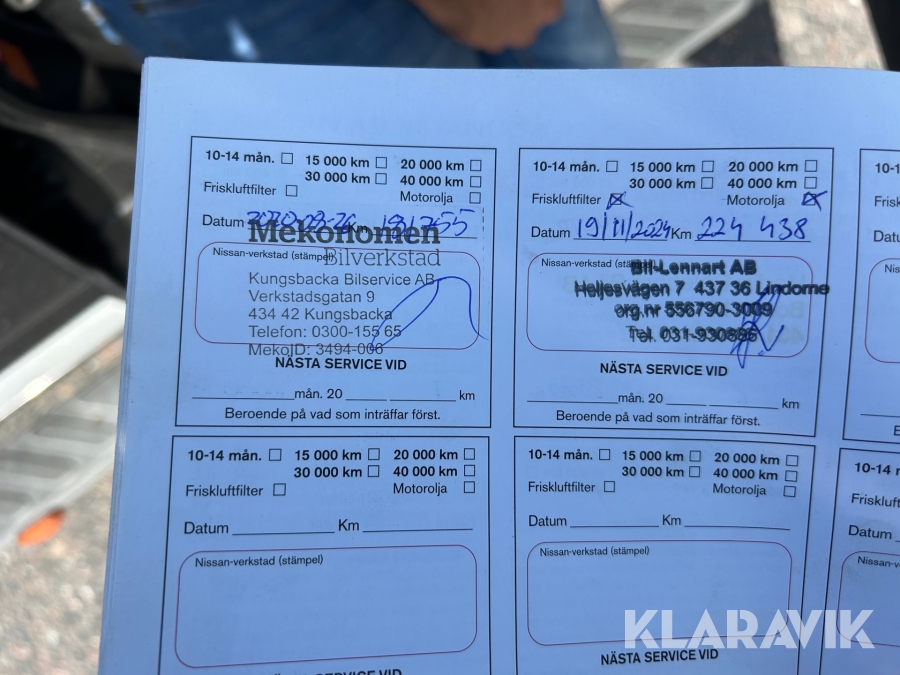 10-14 mån. 15 000 km 20 000 km
30 000 km 40 000 km
Friskluftfilter Motorolja
Datum Km
Mekonomen
Bilverkstad
Nissan-verkstad (stämpel)
Kungsbacka Bilservice AB
Verkstadsgatan 9
434 42 Kungsbacka
Telefon: 0300-155 65
MekoID: 3494-006
NÄSTA SERVICE VID
mån. 20 km
Beroende på vad som inträffar först.
10-14 mån. 15 000 km 20 000 km
30 000 km 40 000 km
Friskluftfilter Motorolja
Datum 19/11/2024 Km 224 438
Nissan-verkstad (stämpel)
Bil-Lennart AB
Heljesvägen 7 437 36 Lindome
org.nr 556790-3009
Tel. 031-930886
NÄSTA SERVICE VID
mån. 20 km
Beroende på vad som inträffar först.
10-14 mån. 15 000 km 20 000 km
30 000 km 40 000 km
Friskluftfilter Motorolja
Datum Km
Nissan-verkstad (stämpel)
10-14 mån. 15 000 km 20 000 km
30 000 km 40 000 km
Friskluftfilter Motorolja
Datum Km
Nissan-verkstad (stämpel)
NÄSTA SERVICE VID
KLARAVIK